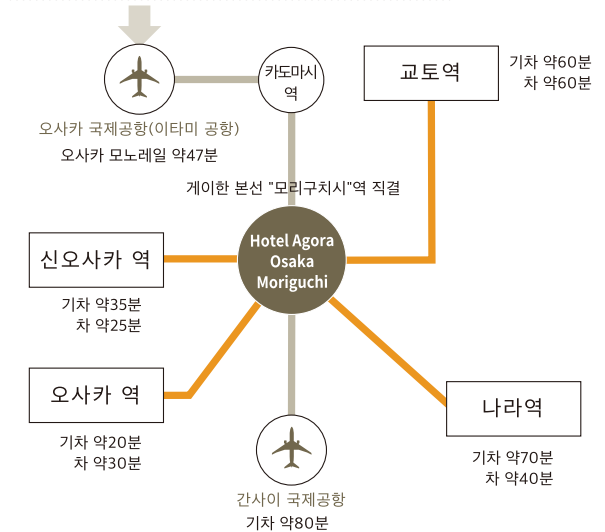 카도마시
역
교토역
기차 약60분
차 약60분
오사카 국제공항(이타미 공항)
오사카 모노레일 약47분
게이한 본선 "모리구치시"역 직결
Hotel Agora
Osaka
Moriguchi
신오사카 역
기차 약35분
차 약25분
오사카 역
기차 약20분
차 약30분
나라역
기차 약70분
차 약40분
간사이 국제공항
기차 약80분